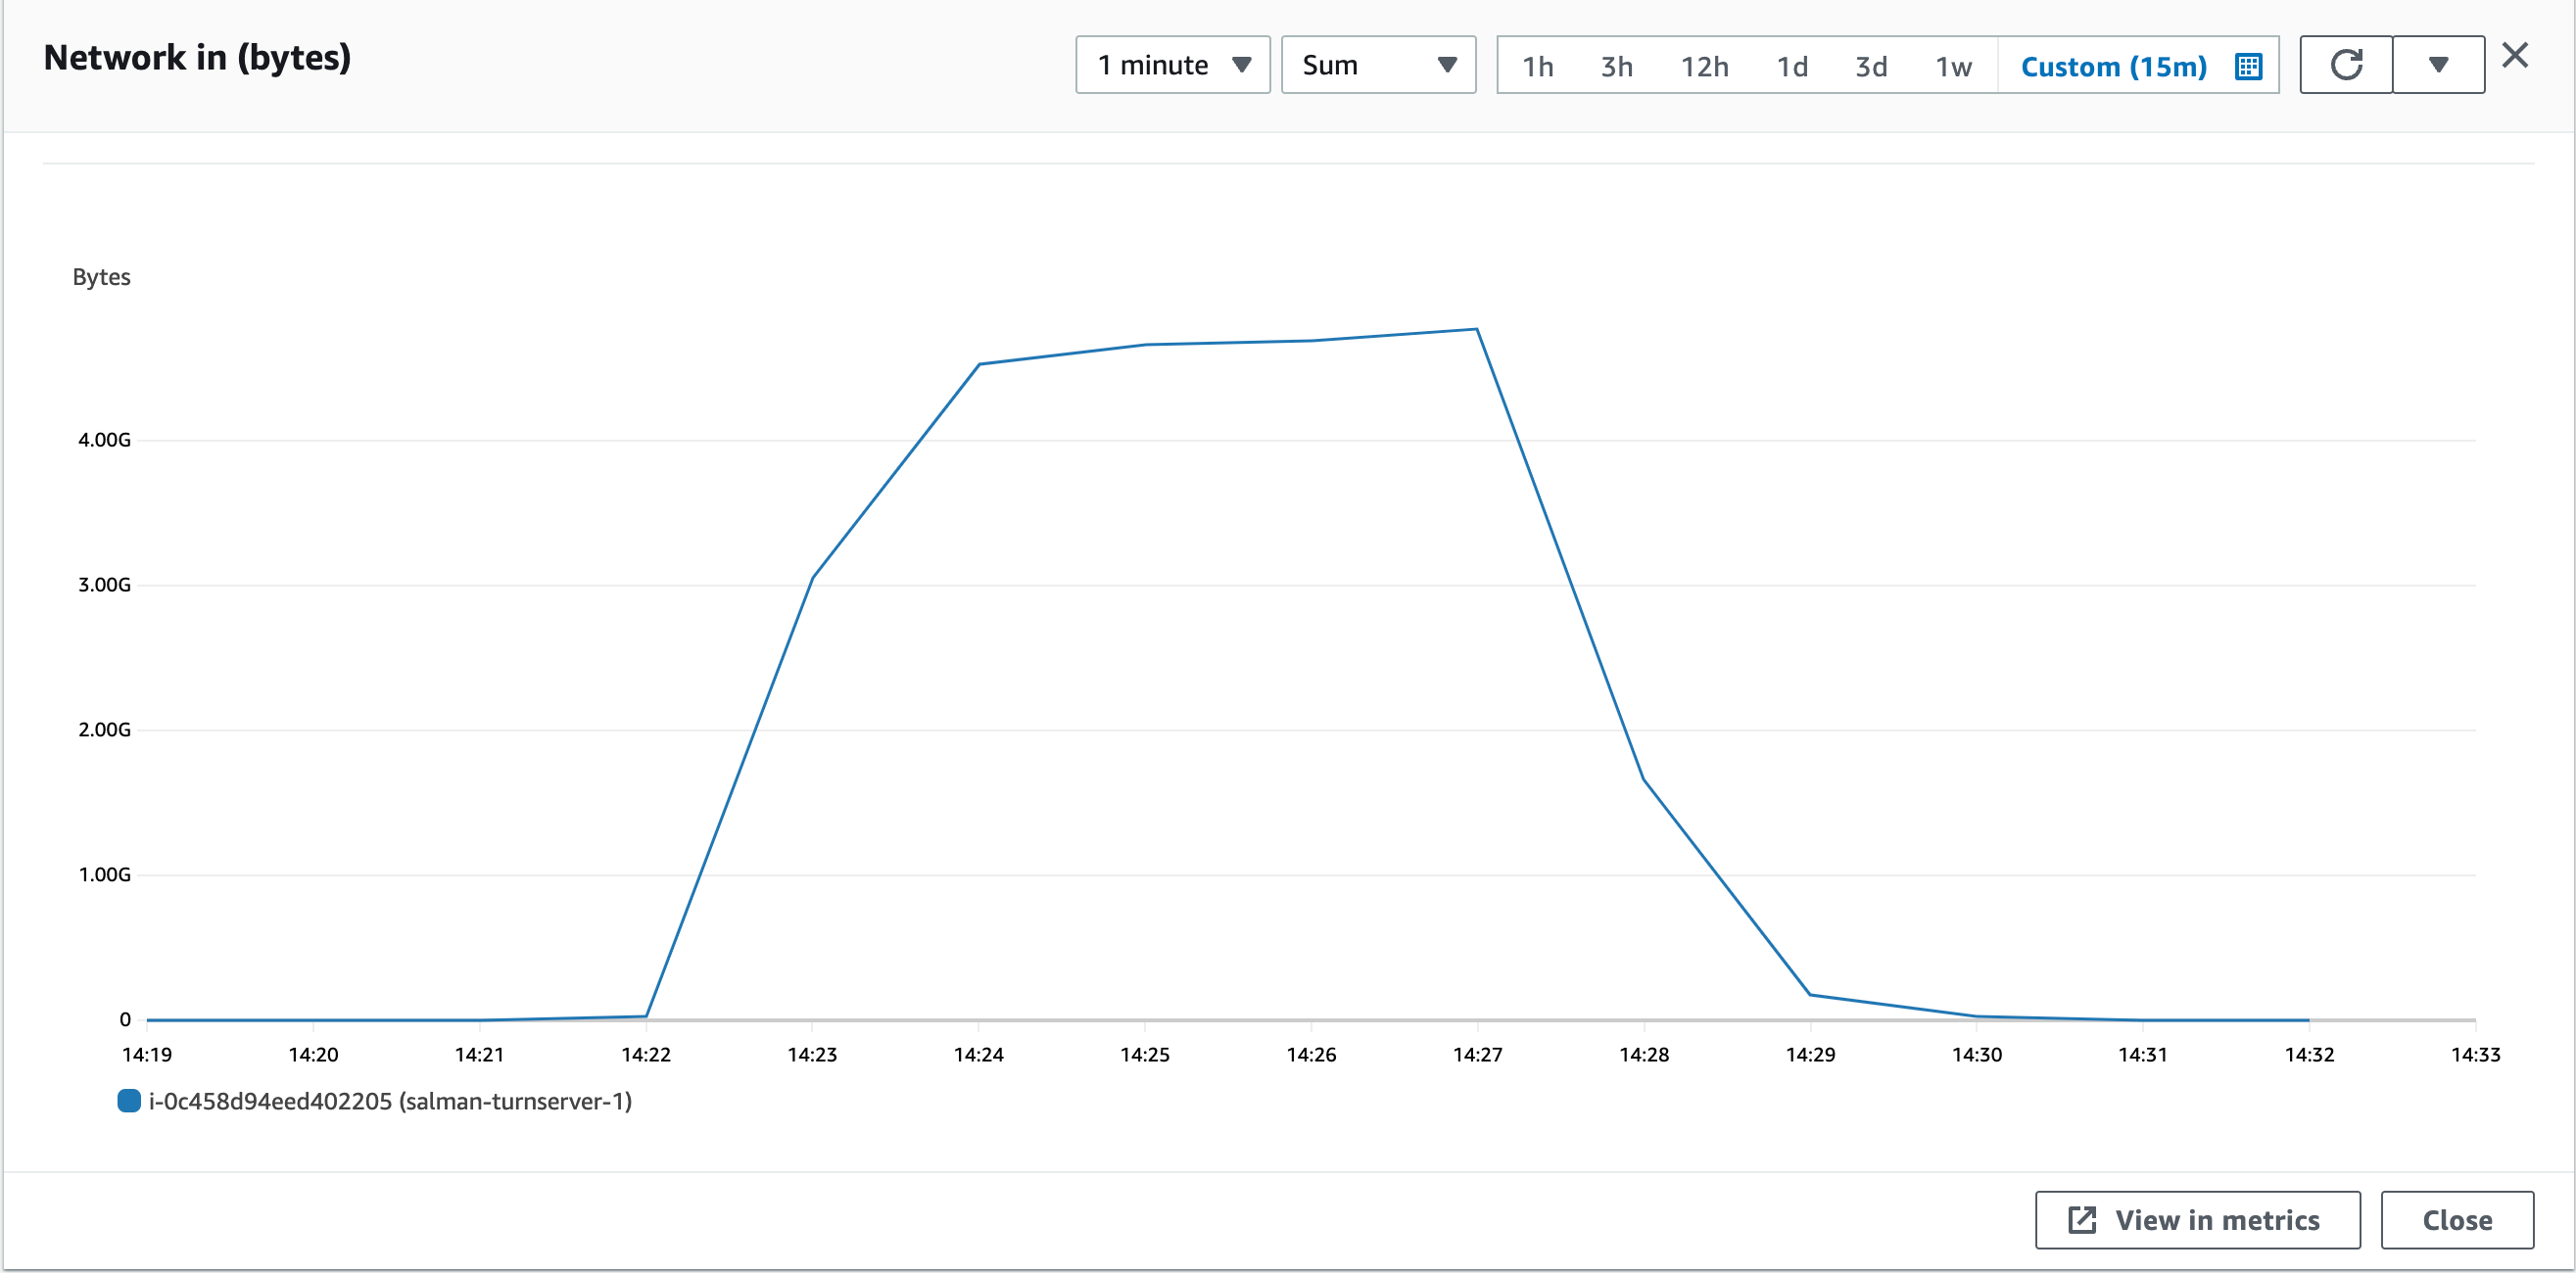 Network in (bytes)
1 minute
Sum
1h 3h 12h 1d 3d 1w Custom (15m)
Bytes
4.00G
3.00G
2.00G
1.00G
0
14:19 14:20 14:21 14:22 14:23 14:24 14:25 14:26 14:27 14:28 14:29 14:30 14:31 14:32 14:33
i-0c458d94eed402205 (salman-turnserver-1)
View in metrics
Close